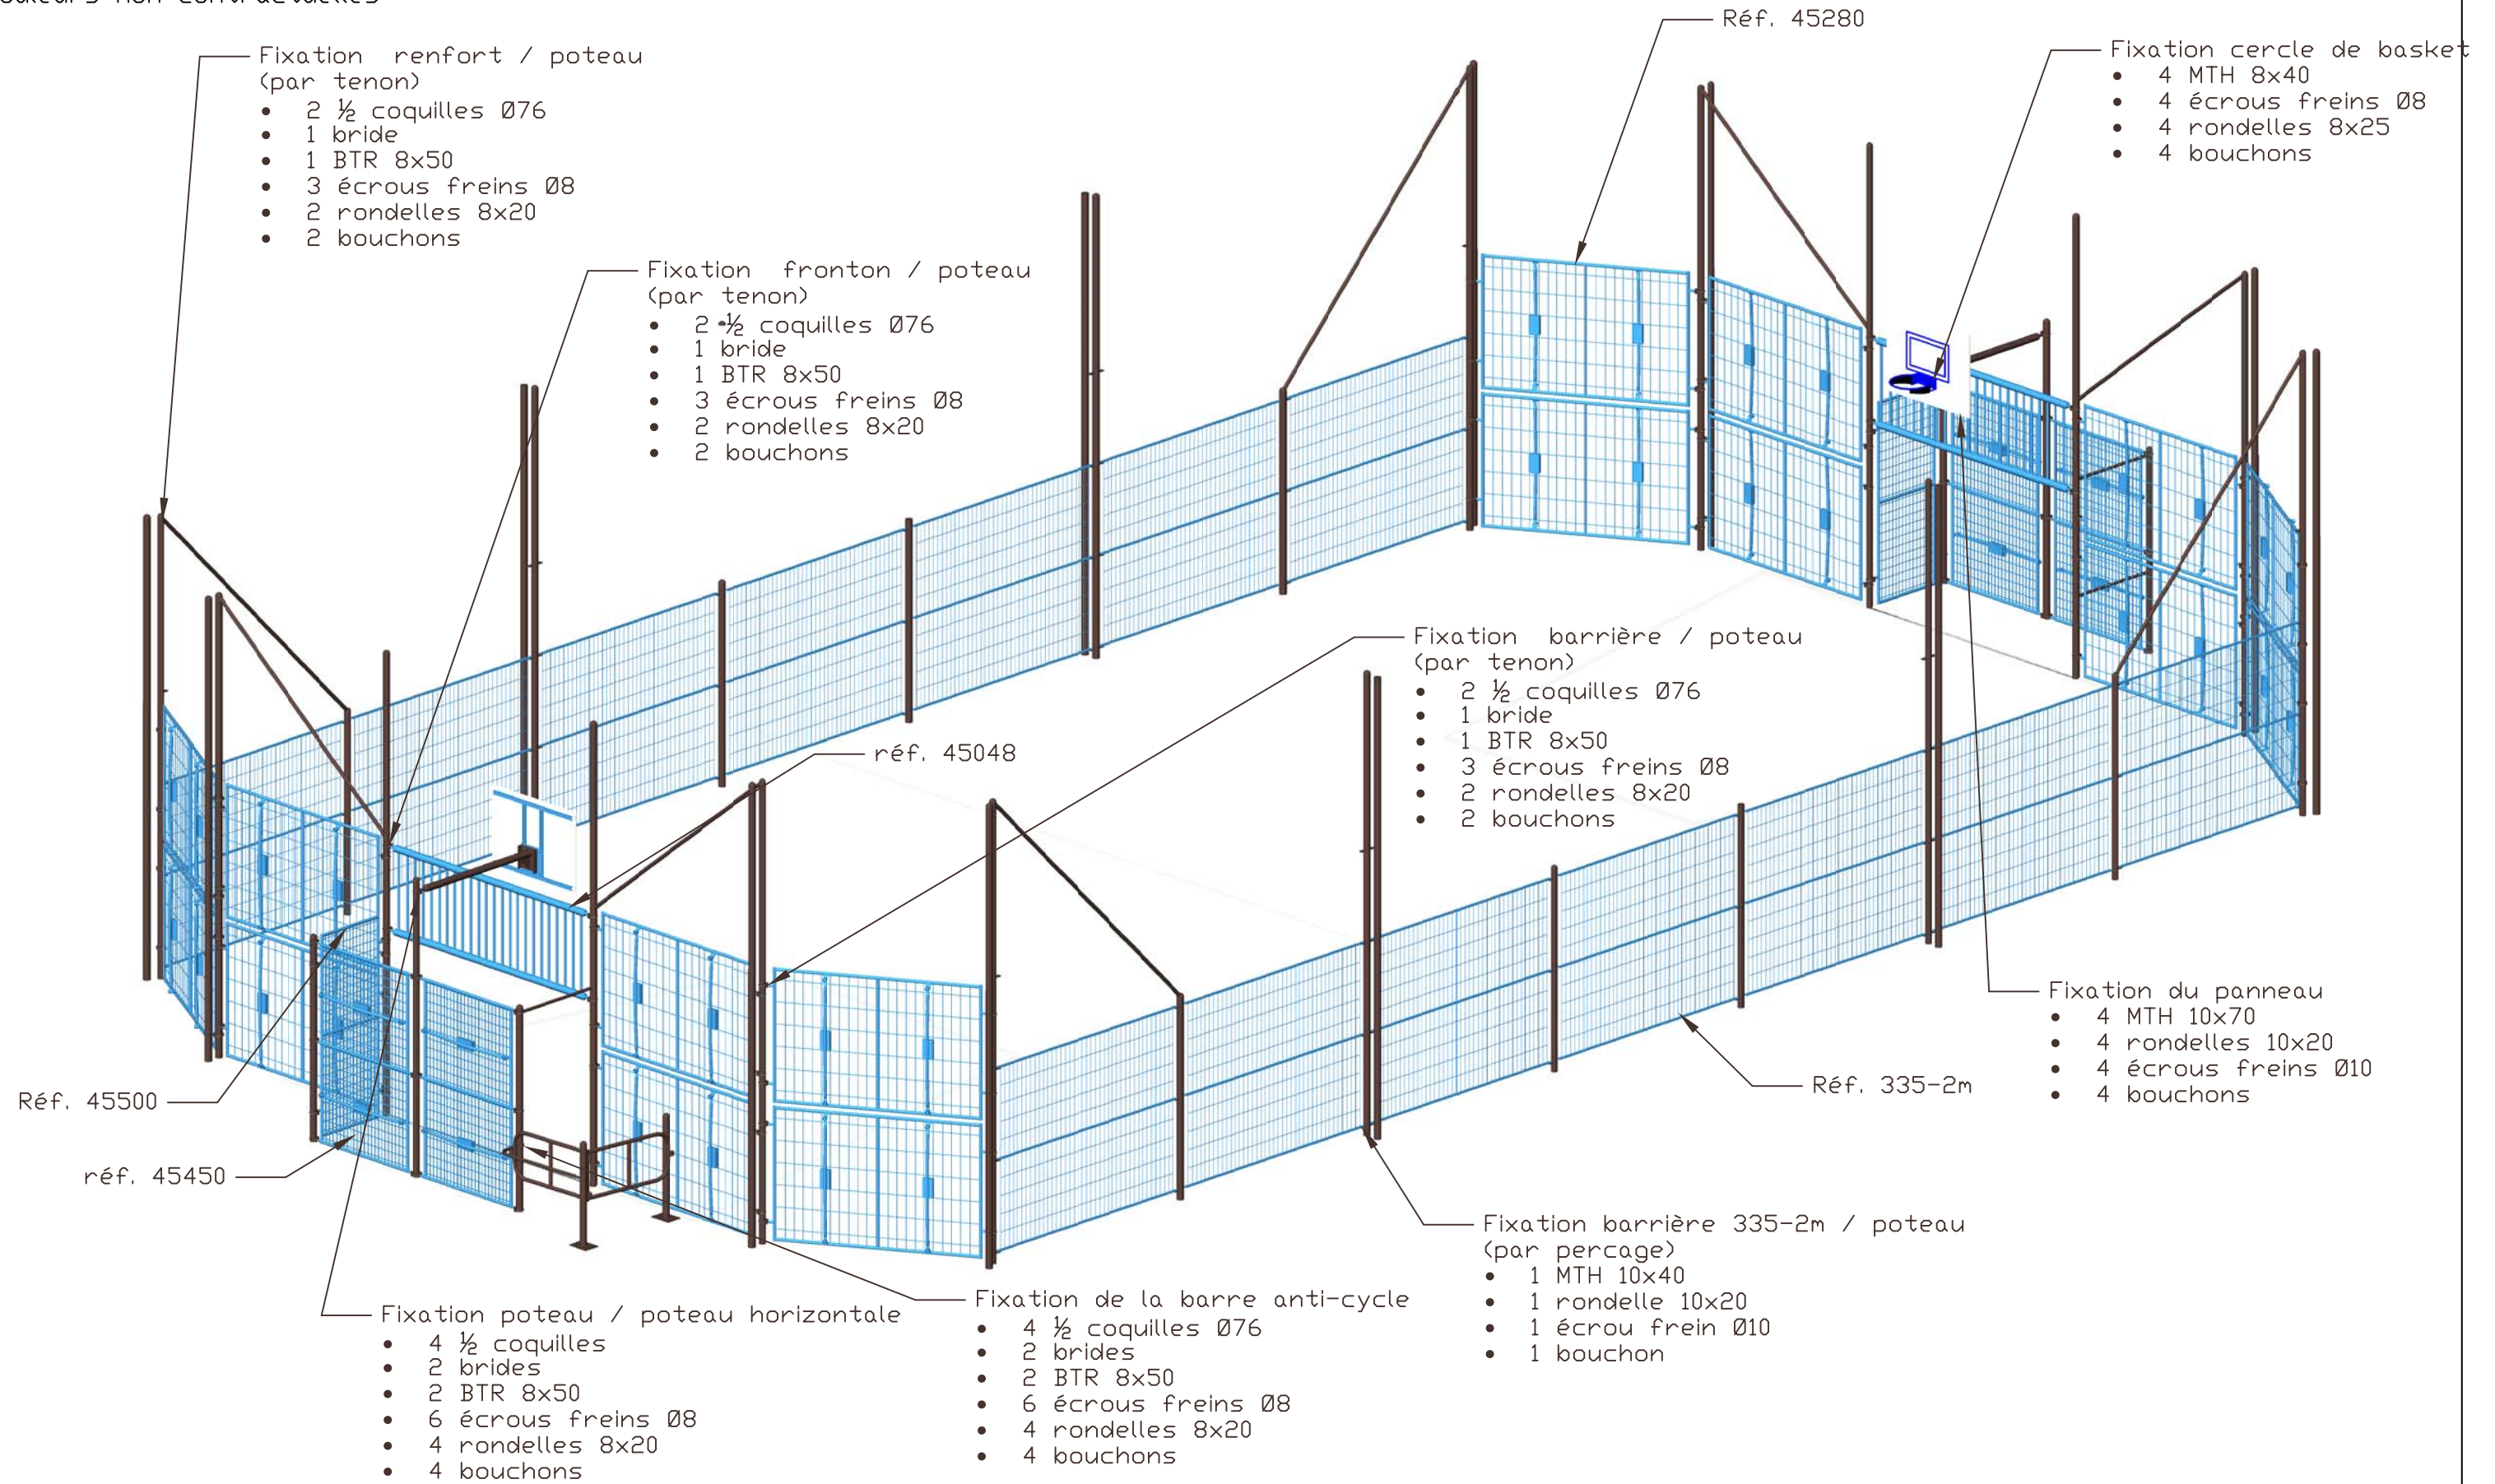 couleurs non contractuelles
Réf. 45280
Fixation renfort / poteau
(par tenon)
• 2 ½ coquilles Ø76
• 1 bride
• 1 BTR 8x50
• 3 écrous freins Ø8
• 2 rondelles 8x20
• 2 bouchons
Fixation cercle de basket
• 4 MTH 8x40
• 4 écrous freins Ø8
• 4 rondelles 8x25
• 4 bouchons
Fixation fronton / poteau
(par tenon)
• 2 ½ coquilles Ø76
• 1 bride
• 1 BTR 8x50
• 3 écrous freins Ø8
• 2 rondelles 8x20
• 2 bouchons
Fixation barrière / poteau
(par tenon)
• 2 ½ coquilles Ø76
• 1 bride
• 1 BTR 8x50
• 3 écrous freins Ø8
• 2 rondelles 8x20
• 2 bouchons
réf. 45048
Fixation du panneau
• 4 MTH 10x70
• 4 rondelles 10x20
• 4 écrous freins Ø10
• 4 bouchons
Réf. 335-2m
Réf. 45500
réf. 45450
Fixation barrière 335-2m / poteau
(par percage)
• 1 MTH 10x40
• 1 rondelle 10x20
• 1 écrou frein Ø10
• 1 bouchon
Fixation de la barre anti-cycle
• 4 ½ coquilles Ø76
• 2 brides
• 2 BTR 8x50
• 6 écrous freins Ø8
• 4 rondelles 8x20
• 4 bouchons
Fixation poteau / poteau horizontale
• 4 ½ coquilles
• 2 brides
• 2 BTR 8x50
• 6 écrous freins Ø8
• 4 rondelles 8x20
• 4 bouchons